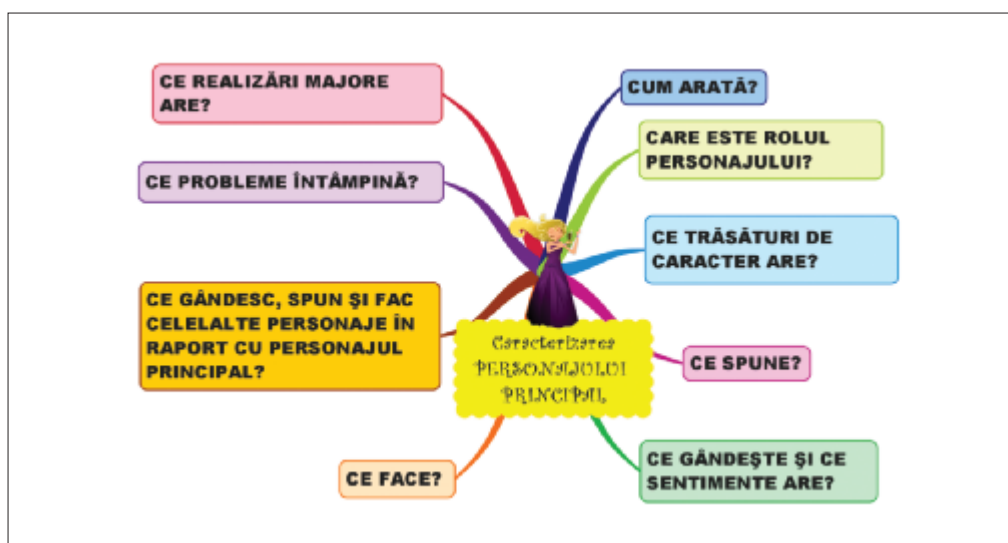 CE REALIZĂRI MAJORE
ARE?
CUM ARATĂ?
CARE ESTE ROLUL
PERSONAJULUI?
CE PROBLEME ÎNTÂMPINĂ?
CE TRĂSĂTURI DE
CARACTER ARE?
CE GÂNDESC, SPUN ŞI FAC
CELELALTE PERSONAJE ÎN
RAPORT CU PERSONAJUL
PRINCIPAL?
Caracterizarea
PERSONAJULUI
PRINCIPAL
CE SPUNE?
CE FACE?
CE GÂNDEŞTE ŞI CE
SENTIMENTE ARE?